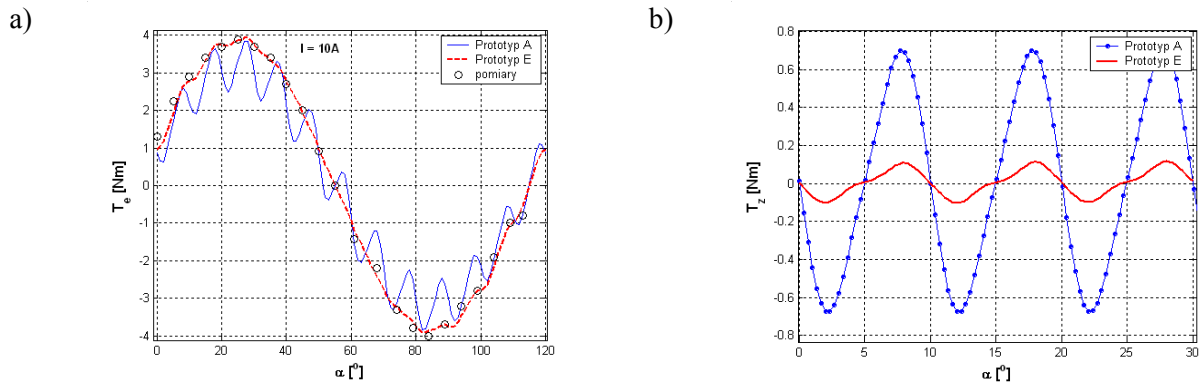 a)
I = 10A
Prototyp A
Prototyp E
pomiary
4
3
2
1
0
-1
-2
-3
-4
T_e [Nm]
0 20 40 60 80 100 120
α [⁰]
b)
Prototyp A
Prototyp E
0.8
0.6
0.4
0.2
0
-0.2
-0.4
-0.6
-0.8
T_z [Nm]
0 5 10 15 20 25 30
α [⁰]